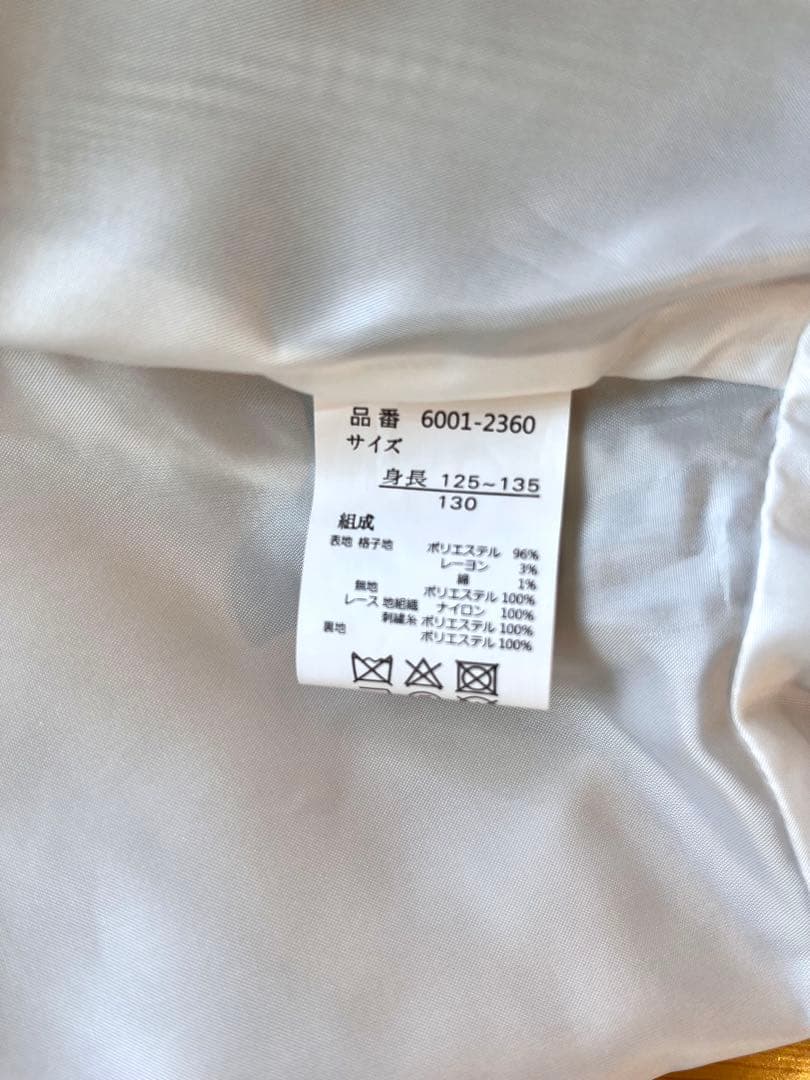 品番 6001-2360
サイズ
身長 125~135
130
組成
表地 格子地 ポリエステル 96%
レーヨン 3%
綿 1%
無地 ポリエステル 100%
レース 地組織 ナイロン 100%
刺繍糸 ポリエステル 100%
裏地 ポリエステル 100%